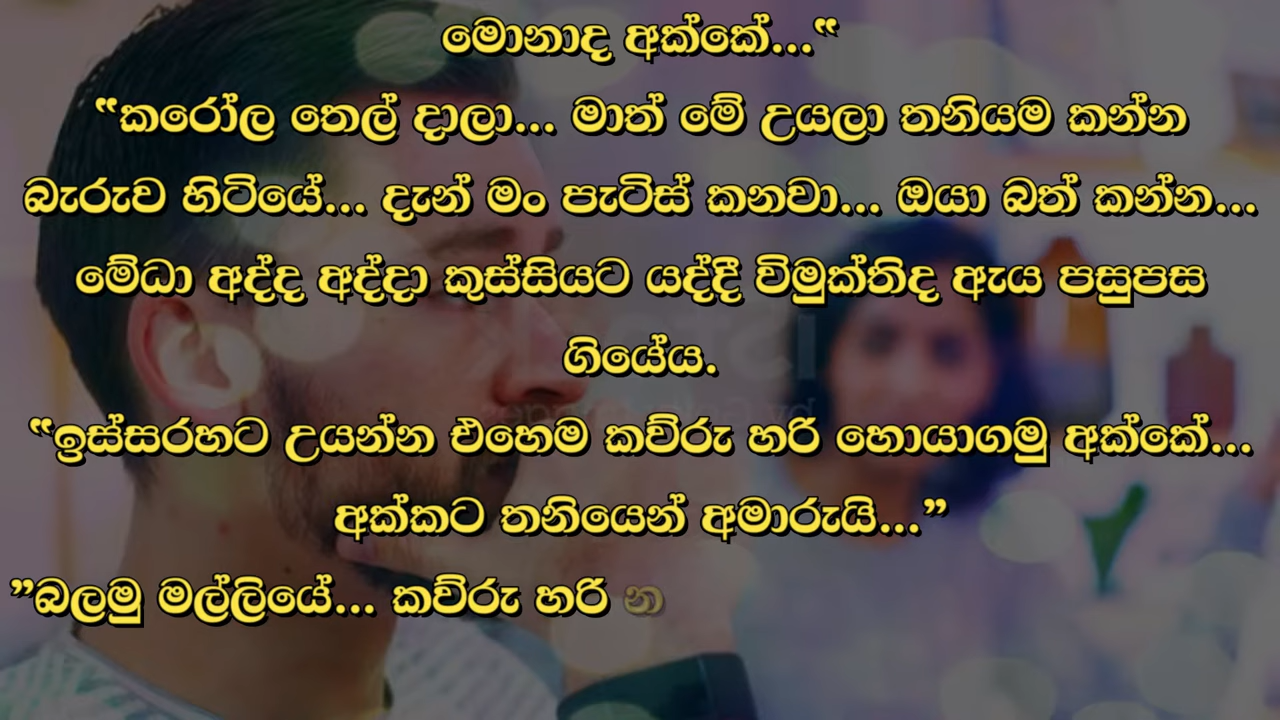 මොනාද අක්කේ...“
“කරෝල තෙල් දාලා... මාත් මේ උයලා තනියම කන්න
බැරුව හිටියේ... දැන් මං පැටිස් කනවා... ඔයා බත් කන්න...
මේධා අද්ද අද්දා කුස්සියට යද්දී විමුක්තිද ඇය පසුපස
ගියේය.
“ඉස්සරහට උයන්න එහෙම කව්රු හරි හොයාගමු අක්කේ...
අක්කට තනියෙන් අමාරුයි...”
”බලමු මල්ලියේ... කව්රු හරි න